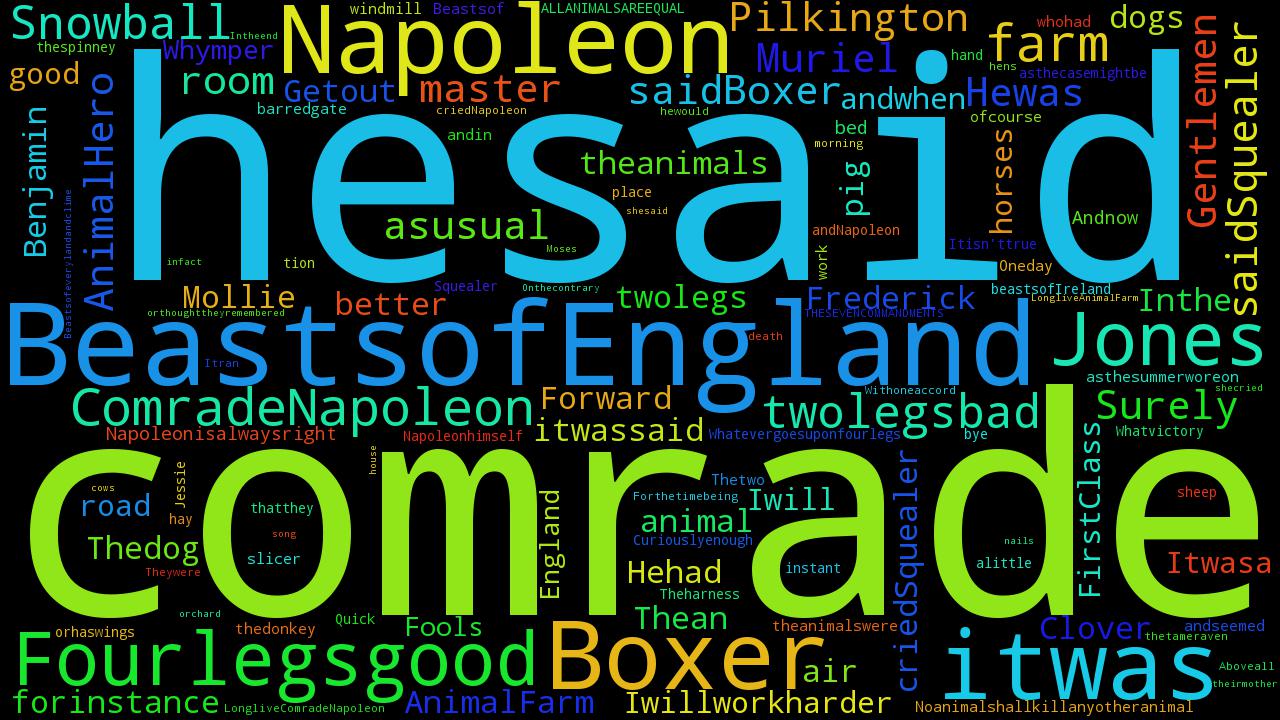 Snowball
Intheend
windmill
Beastsof
ALLANIMALSAREEQUAL
Napoleon
Pilkington
whohad
dogs
thespinney
Whymper
Muriel
hand
farm
good
room
Getout
master
saidBoxer
andwhen
hens
asthecasemightbe
Hewas
Gentlemen
saidSqueealer
barredgate
criedNapoleon
hewould
ofcourse
Benjamin
AnimalHero
andin
bed
morning
hesaid
theanimals
place
shesaid
pig
horses
asusual
Andnow
andNapoleon
Itisn'ttrue
Moses
work
Beastsofeverylandandclime
infact
tion
Oneday
Mollie
better
Squealer
Onthecontrary
twolegs
Frederick
beastsofIreland
LongliveAnimalFarm
Inthe
orthoughttheyremembered
THESEVENCOMMANDMENTS
BeastsofEngland
death
Jones
Itran
asthesummerworeon
ComradeNapoleon
Forward
Withoneaccord
shecried
twolegsbad
Surely
Napoleonisalwaysright
Napoleonhimself
itwassaid
Whatevergoesuponfourlegs
bye
Whatvictory
comrade
house
cows
Jessie
road
hay
thatthey
song
Thedog
slicer
Theywere
England
Thetwo
Forthetimebeing
Iwill
animal
Curiouslyenough
Hehad
instant
Theharness
Thean
criedSquealer
nails
alittle
FirstClass
sheep
Itwasa
orchard
Quick
orhaswings
thedonkey
Fools
theanimalswere
Clover
andseemed
thetameraven
Fourlegsgood
Boxer
air
itwas
Aboveall
theirmother
forinstance
LongliveComradeNapoleon
AnimalFarm
Iwillworkharder
Noanimalshallkillanyotheranimal